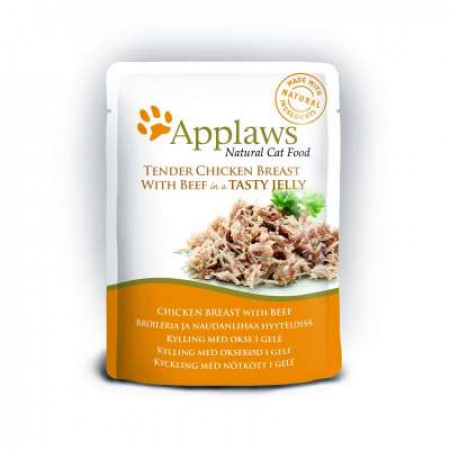 MADE WITH
NATURAL
INGREDIENTS
Applaws
Natural Cat Food
TENDER CHICKEN BREAST
WITH BEEF in a TASTY JELLY
CHICKEN BREAST WITH BEEF
BROILERIA JA NAUDANLIHAA HYYTELÖSSÄ
KYLLING MED OKSE I GELÉ
KYLLING MED OKSEKØD I GELÉ
KYCKLING MED NÖTKÖTT I GELÉ